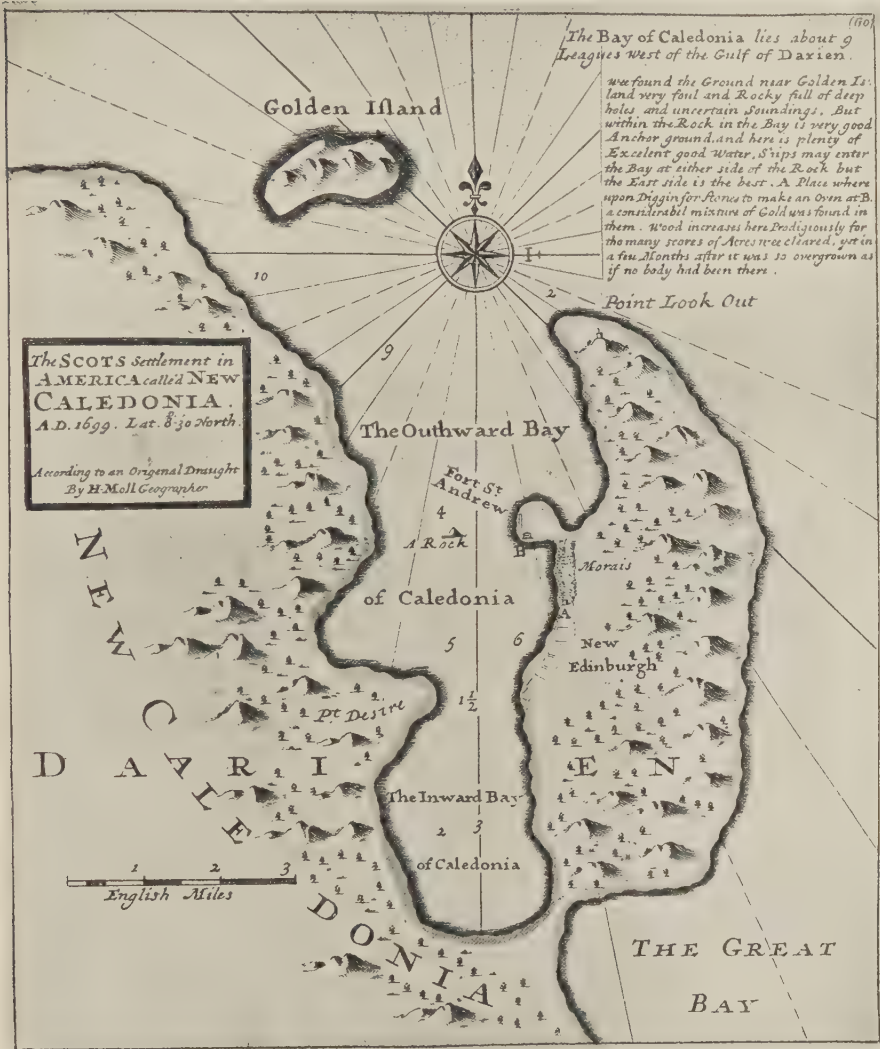 (60)
The Bay of Caledonia lies about 9
Leagues West of the Gulf of Darien.
wee found the Ground near Golden Is-
land very foul and Rocky full of deep
holes and uncertain Soundings, But
within the Rock in the Bay is very good
Anchor ground, and here is plenty of
Excelent good Water, Ships may enter
the Bay at either side of the Rock but
the East side is the best. A Place where
upon Diggin for stones to make an Oven at B.
a considerabel mixture of Gold was found in
them. Wood increases here Prodigiously for
tho many scores of Acres wee cleared, yet in
a few Months after it was so overgrown as
if no body had been there.
Golden Island
10
2
Point Look Out
The SCOTS Settlement in
AMERICA called NEW
CALEDONIA.
A.D. 1699. Lat. 8:30 North.
According to an Origenal Draught
By H. Moll Geographer
9
The Outhward Bay
Fort St
Andrew
4
A Rock
B
Morais
A
of Caledonia
5
6
New
Edinburgh
1 1/2
Pt. Desire
NEW CALEDONIA
DARIEN
The Inward Bay
2
3
of Caledonia
1 2 3
English Miles
THE GREAT
BAY